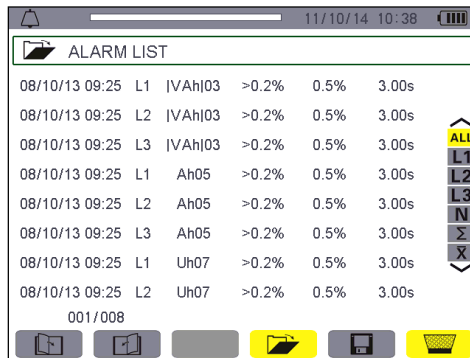 11/10/14 10:38
ALARM LIST
08/10/13 09:25 L1 |VAh|03 >0.2% 0.5% 3.00s
08/10/13 09:25 L2 |VAh|03 >0.2% 0.5% 3.00s
08/10/13 09:25 L3 |VAh|03 >0.2% 0.5% 3.00s
08/10/13 09:25 L1 Ah05 >0.2% 0.5% 3.00s
08/10/13 09:25 L2 Ah05 >0.2% 0.5% 3.00s
08/10/13 09:25 L3 Ah05 >0.2% 0.5% 3.00s
08/10/13 09:25 L1 Uh07 >0.2% 0.5% 3.00s
08/10/13 09:25 L2 Uh07 >0.2% 0.5% 3.00s
001/008
ALL
L1
L2
L3
N
Σ
X̅